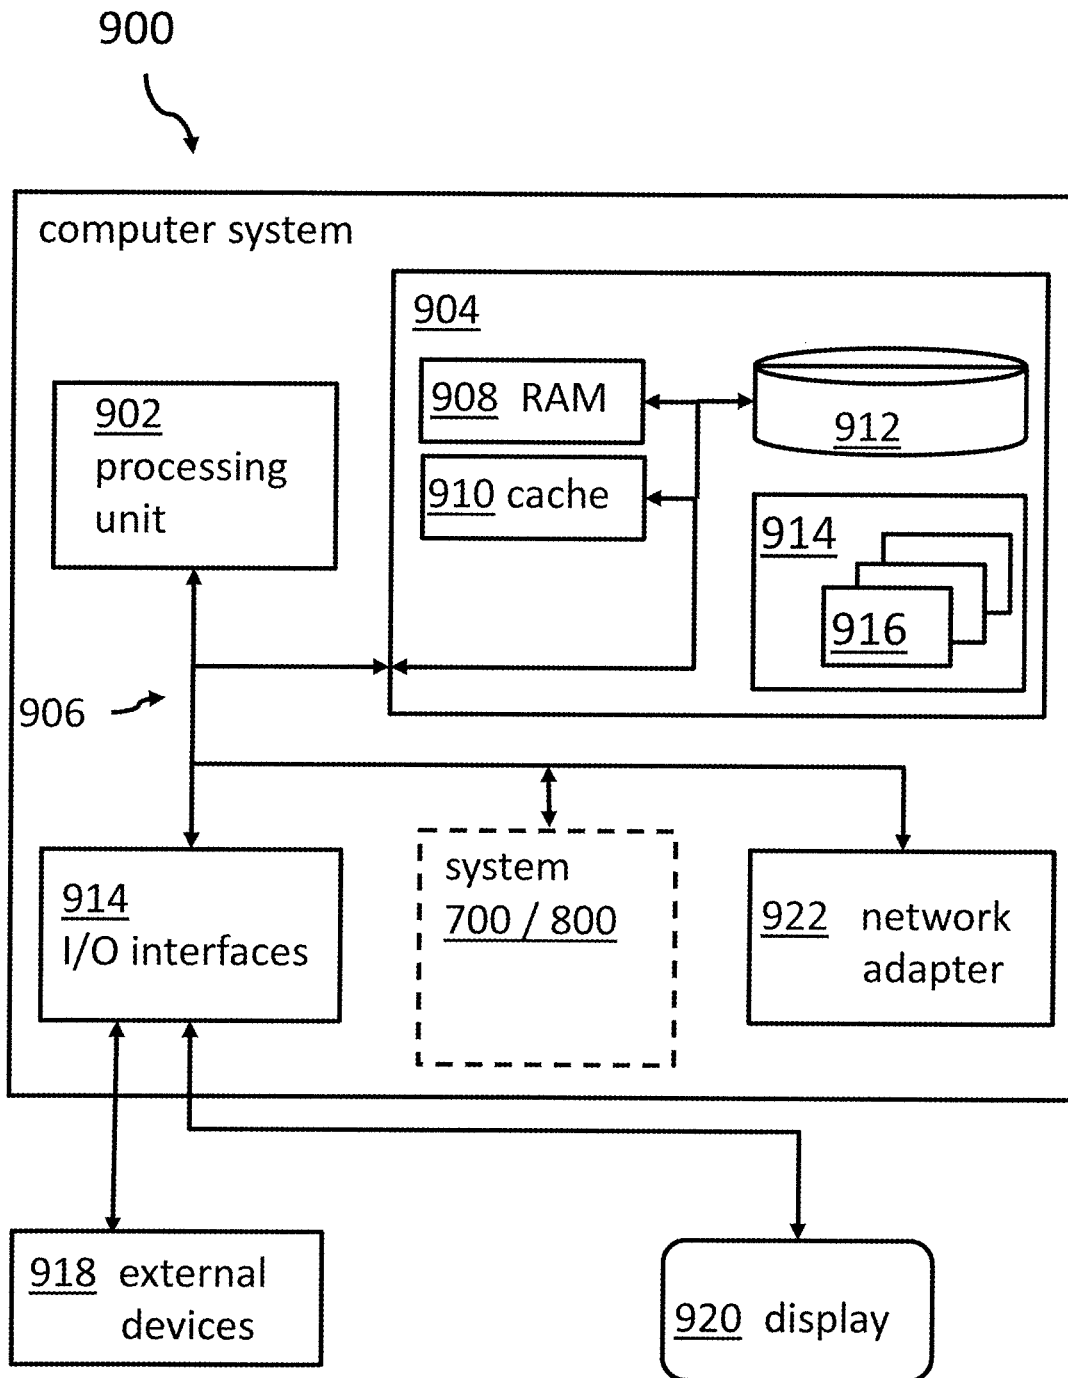 900
computer system
904
908 RAM
912
902
processing
unit
910 cache
914
916
906
914
I/O interfaces
system
700 / 800
922 network
adapter
918 external
devices
920 display